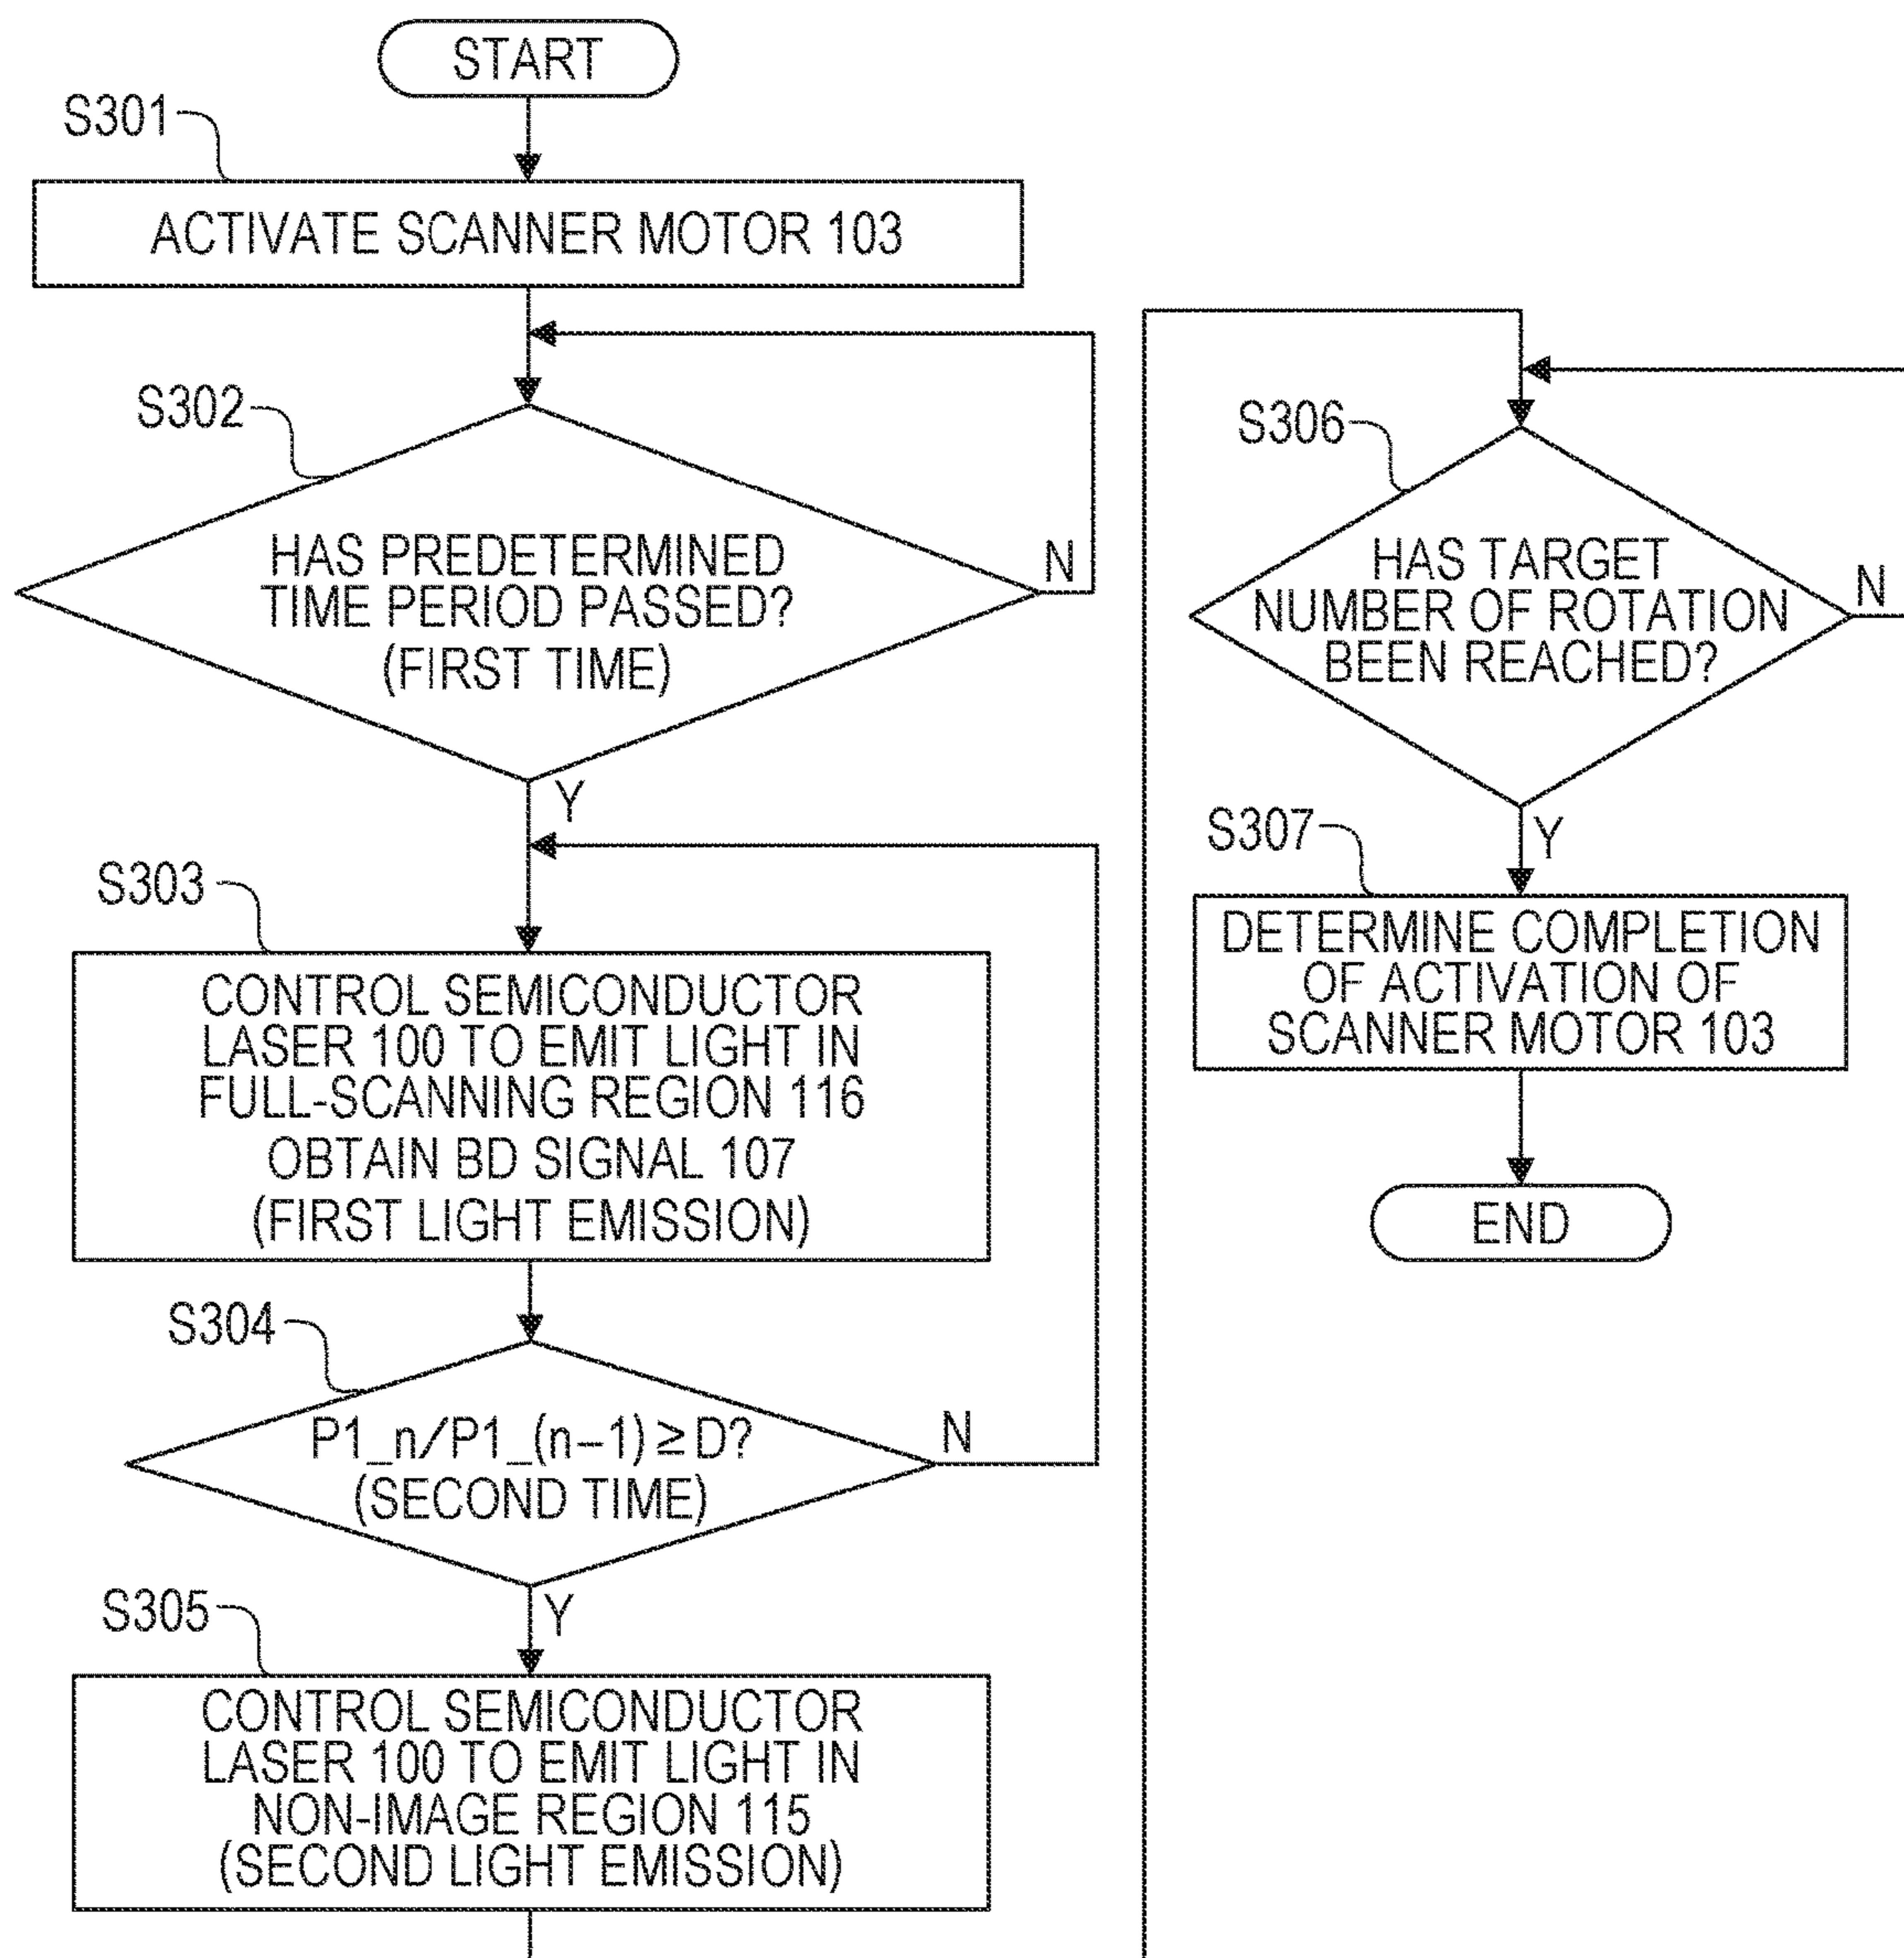 START
S301
ACTIVATE SCANNER MOTOR 103
S302
HAS PREDETERMINED
TIME PERIOD PASSED?
(FIRST TIME)
N
Y
S303
CONTROL SEMICONDUCTOR
LASER 100 TO EMIT LIGHT IN
FULL-SCANNING REGION 116
OBTAIN BD SIGNAL 107
(FIRST LIGHT EMISSION)
S304
P1_n/P1_(n-1) ≥ D?
(SECOND TIME)
N
Y
S305
CONTROL SEMICONDUCTOR
LASER 100 TO EMIT LIGHT IN
NON-IMAGE REGION 115
(SECOND LIGHT EMISSION)
S306
HAS TARGET
NUMBER OF ROTATION
BEEN REACHED?
N
Y
S307
DETERMINE COMPLETION
OF ACTIVATION OF
SCANNER MOTOR 103
END